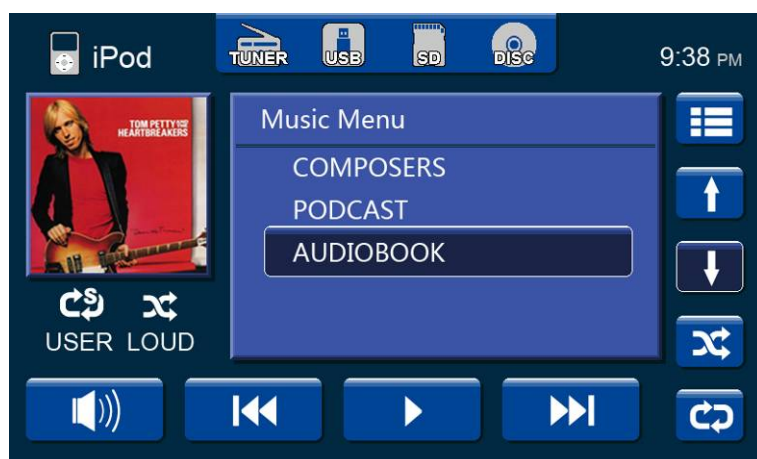 iPod
TUNER USB SD DISC
9:38 PM
TOM PETTY AND THE
HEARTBREAKERS
Music Menu
COMPOSERS
PODCAST
AUDIOBOOK
S
USER LOUD